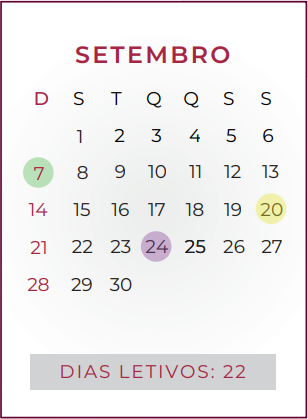 SETEMBRO
D S T Q Q S S
1 2 3 4 5 6
7 8 9 10 11 12 13
14 15 16 17 18 19 20
21 22 23 24 25 26 27
28 29 30
DIAS LETIVOS: 22